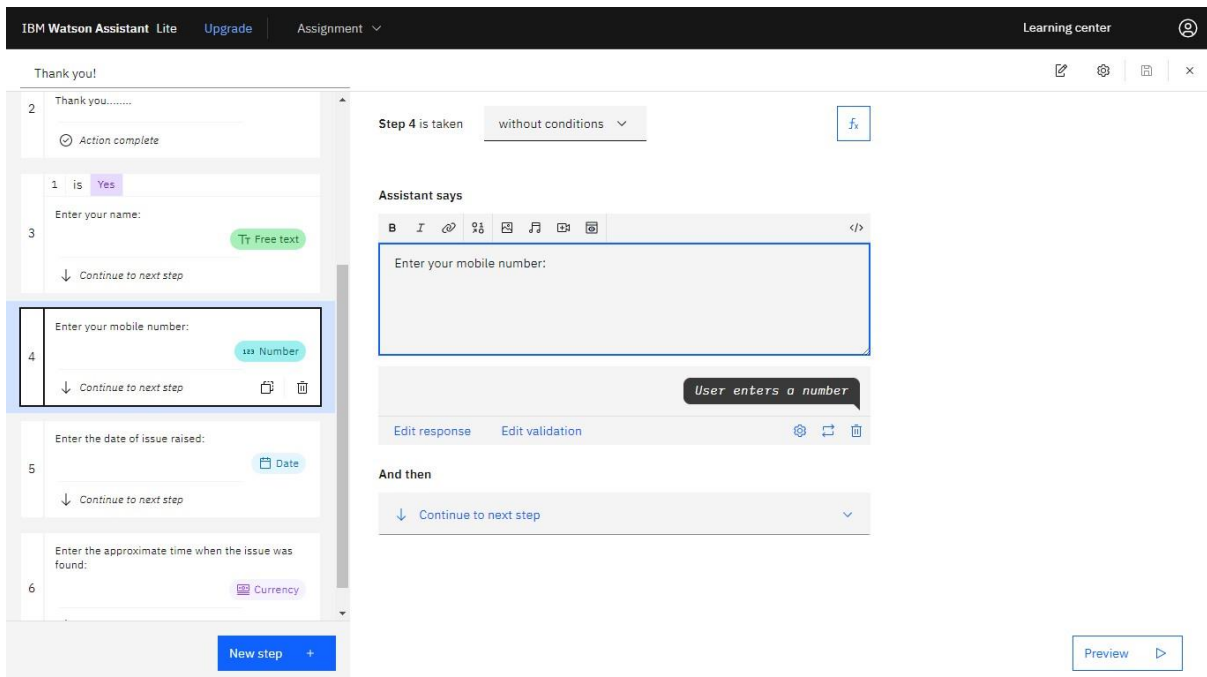 IBM Watson Assistant Lite Upgrade Assignment Learning center
Thank you!
2 Thank you........
Action complete
1 is Yes
3 Enter your name:
Free text
Continue to next step
4 Enter your mobile number:
123 Number
Continue to next step
5 Enter the date of issue raised:
Date
Continue to next step
6 Enter the approximate time when the issue was
found:
Currency
New step +
Step 4 is taken without conditions
fx
Assistant says
B I </>
Enter your mobile number:
User enters a number
Edit response Edit validation
And then
Continue to next step
Preview